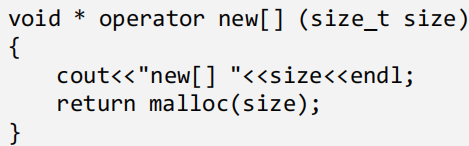 void * operator new[] (size_t size)
{
    cout<<"new[] "<<size<<endl;
    return malloc(size);
}